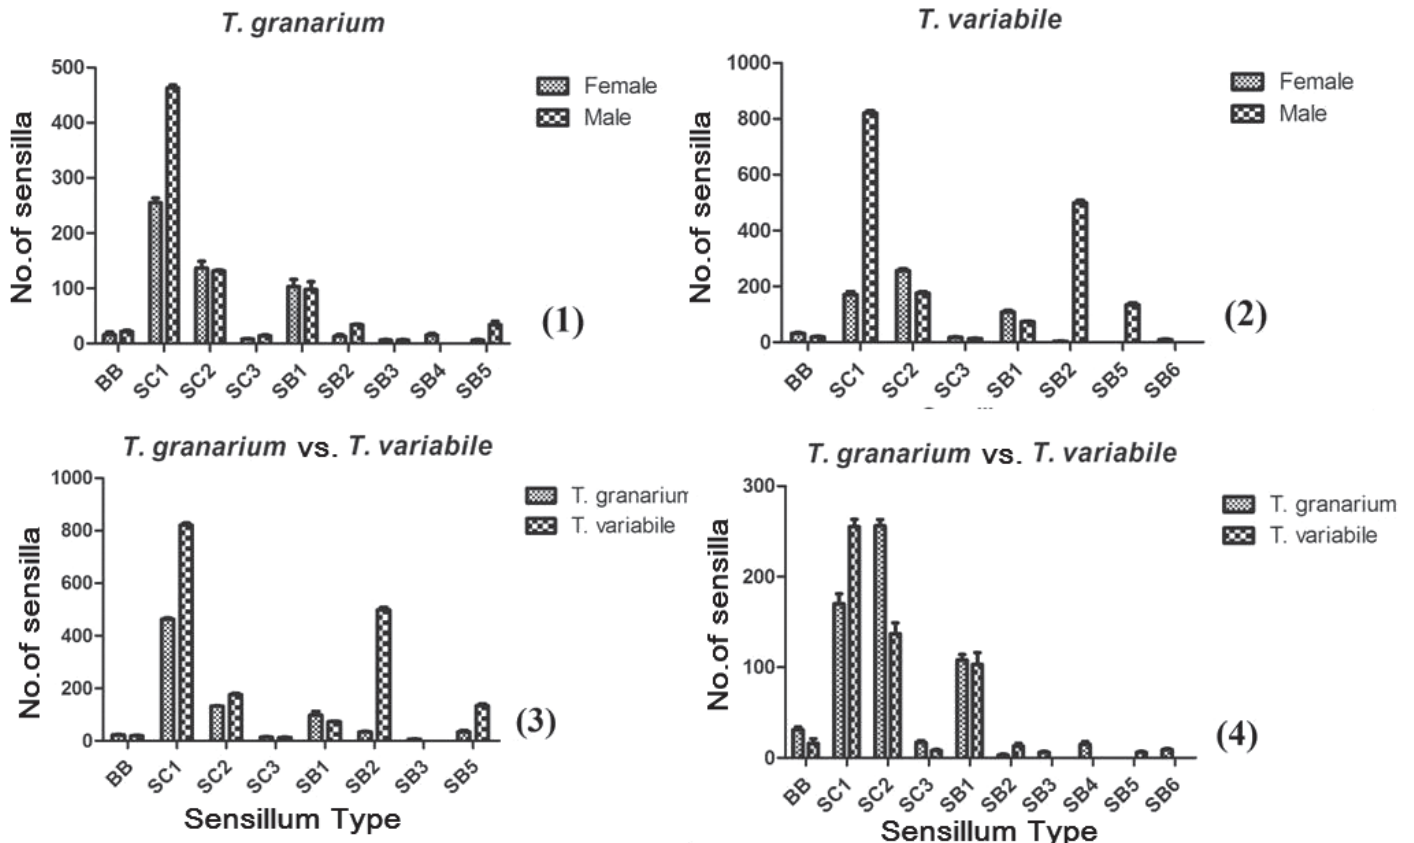 T. granarium
500
400
300
200
100
0
No.of sensilla
Female
Male
BB SC1 SC2 SC3 SB1 SB2 SB3 SB4 SB5
(1)
T. variabile
1000
800
600
400
200
0
No.of sensilla
Female
Male
BB SC1 SC2 SC3 SB1 SB2 SB5 SB6
(2)
T. granarium vs. T. variabile
1000
800
600
400
200
0
No.of sensilla
T. granarium
T. variabile
BB SC1 SC2 SC3 SB1 SB2 SB3 SB5
Sensillum Type
(3)
T. granarium vs. T. variabile
300
200
100
0
No.of sensilla
T. granarium
T. variabile
BB SC1 SC2 SC3 SB1 SB2 SB3 SB4 SB5 SB6
Sensillum Type
(4)